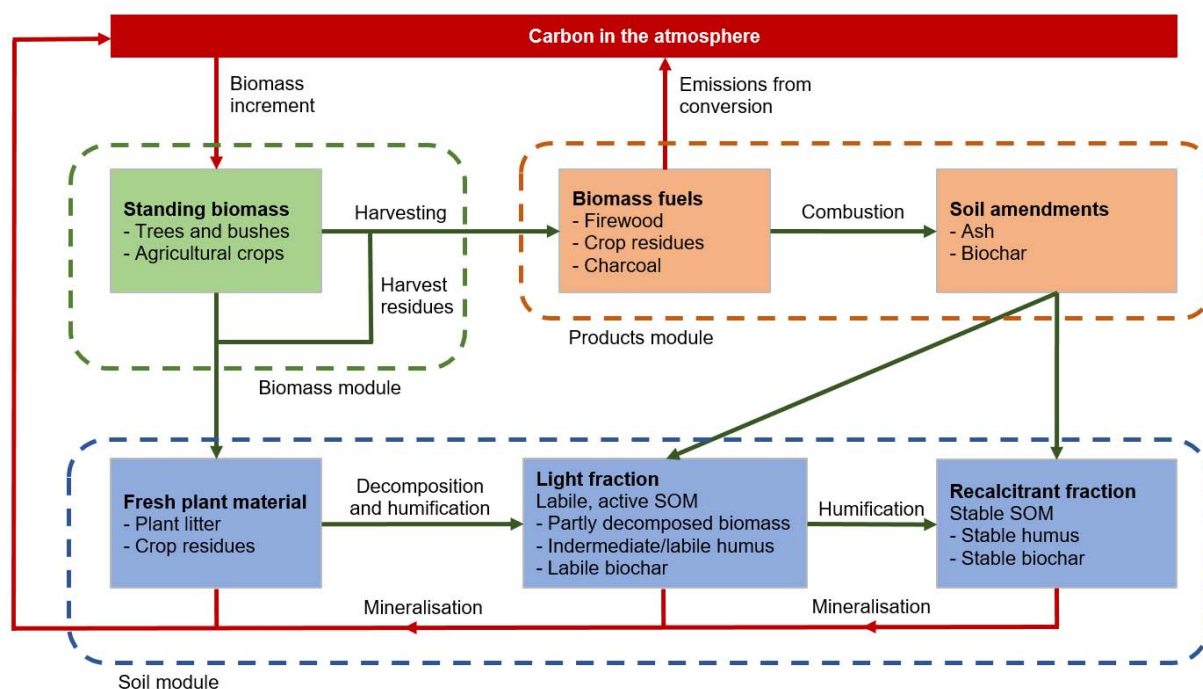 Carbon in the atmosphere
Biomass
increment
Emissions from
conversion
Standing biomass
- Trees and bushes
- Agricultural crops
Harvesting
Harvest
residues
Biomass module
Biomass fuels
- Firewood
- Crop residues
- Charcoal
Combustion
Soil amendments
- Ash
- Biochar
Products module
Fresh plant material
- Plant litter
- Crop residues
Decomposition
and humification
Light fraction
Labile, active SOM
- Partly decomposed biomass
- Indermediate/labile humus
- Labile biochar
Humification
Recalcitrant fraction
Stable SOM
- Stable humus
- Stable biochar
Mineralisation
Mineralisation
Soil module